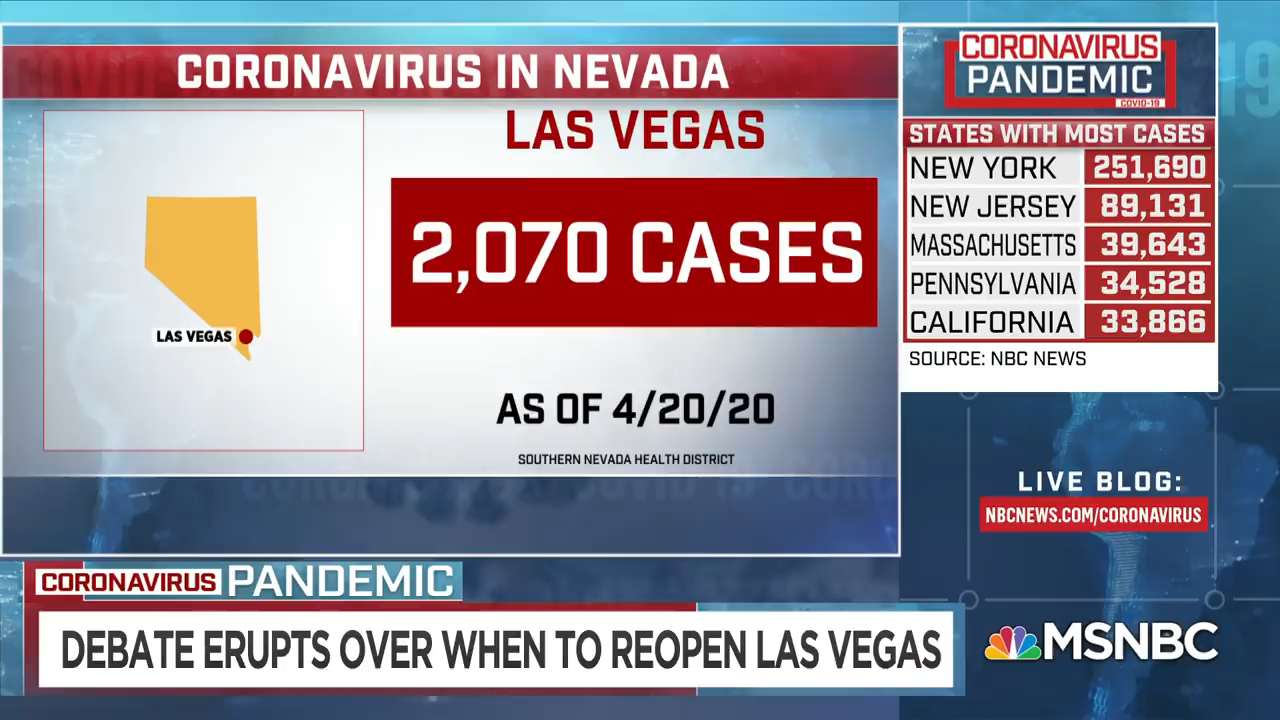 CORONAVIRUS IN NEVADA
LAS VEGAS
2,070 CASES
LAS VEGAS
AS OF 4/20/20
SOUTHERN NEVADA HEALTH DISTRICT
CORONAVIRUS
PANDEMIC
COVID-19
STATES WITH MOST CASES
NEW YORK 251,690
NEW JERSEY 89,131
MASSACHUSETTS 39,643
PENNSYLVANIA 34,528
CALIFORNIA 33,866
SOURCE: NBC NEWS
LIVE BLOG:
NBCNEWS.COM/CORONAVIRUS
CORONAVIRUS PANDEMIC
DEBATE ERUPTS OVER WHEN TO REOPEN LAS VEGAS
MSNBC